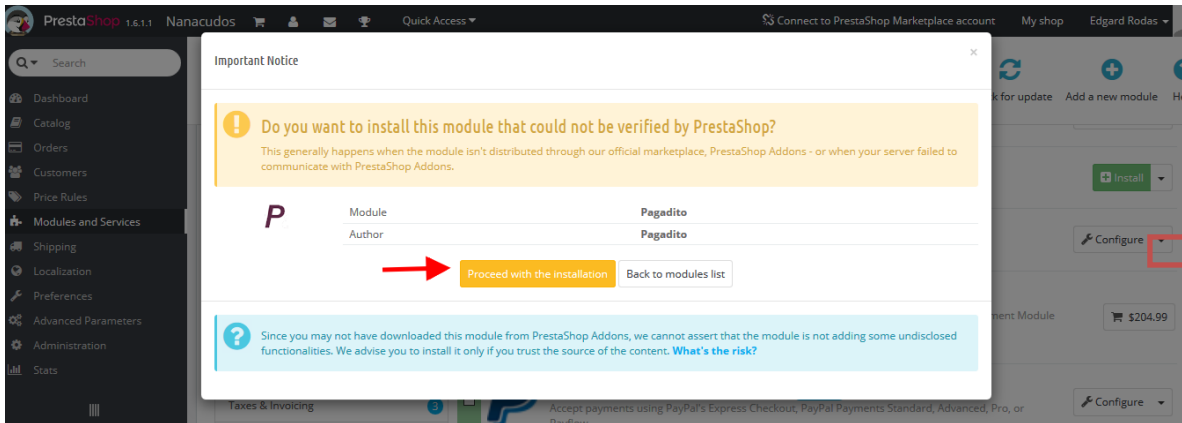 PrestaShop 1.6.1.1 Nanacudos Quick Access Connect to PrestaShop Marketplace account My shop Edgard Rodas
Search
Dashboard
Catalog
Orders
Customers
Price Rules
Modules and Services
Shipping
Localization
Preferences
Advanced Parameters
Administration
Stats
Important Notice
×
Do you want to install this module that could not be verified by PrestaShop?
This generally happens when the module isn't distributed through our official marketplace, PrestaShop Addons - or when your server failed to
communicate with PrestaShop Addons.
P
Module Pagadito
Author Pagadito
Proceed with the installation Back to modules list
Since you may not have downloaded this module from PrestaShop Addons, we cannot assert that the module is not adding some undisclosed
functionalities. We advise you to install it only if you trust the source of the content. What's the risk?
k for update Add a new module
Install
Configure
ment Module $204.99
Taxes & Invoicing 3
Accept payments using PayPal's Express Checkout, PayPal Payments Standard, Advanced, Pro, or
Configure